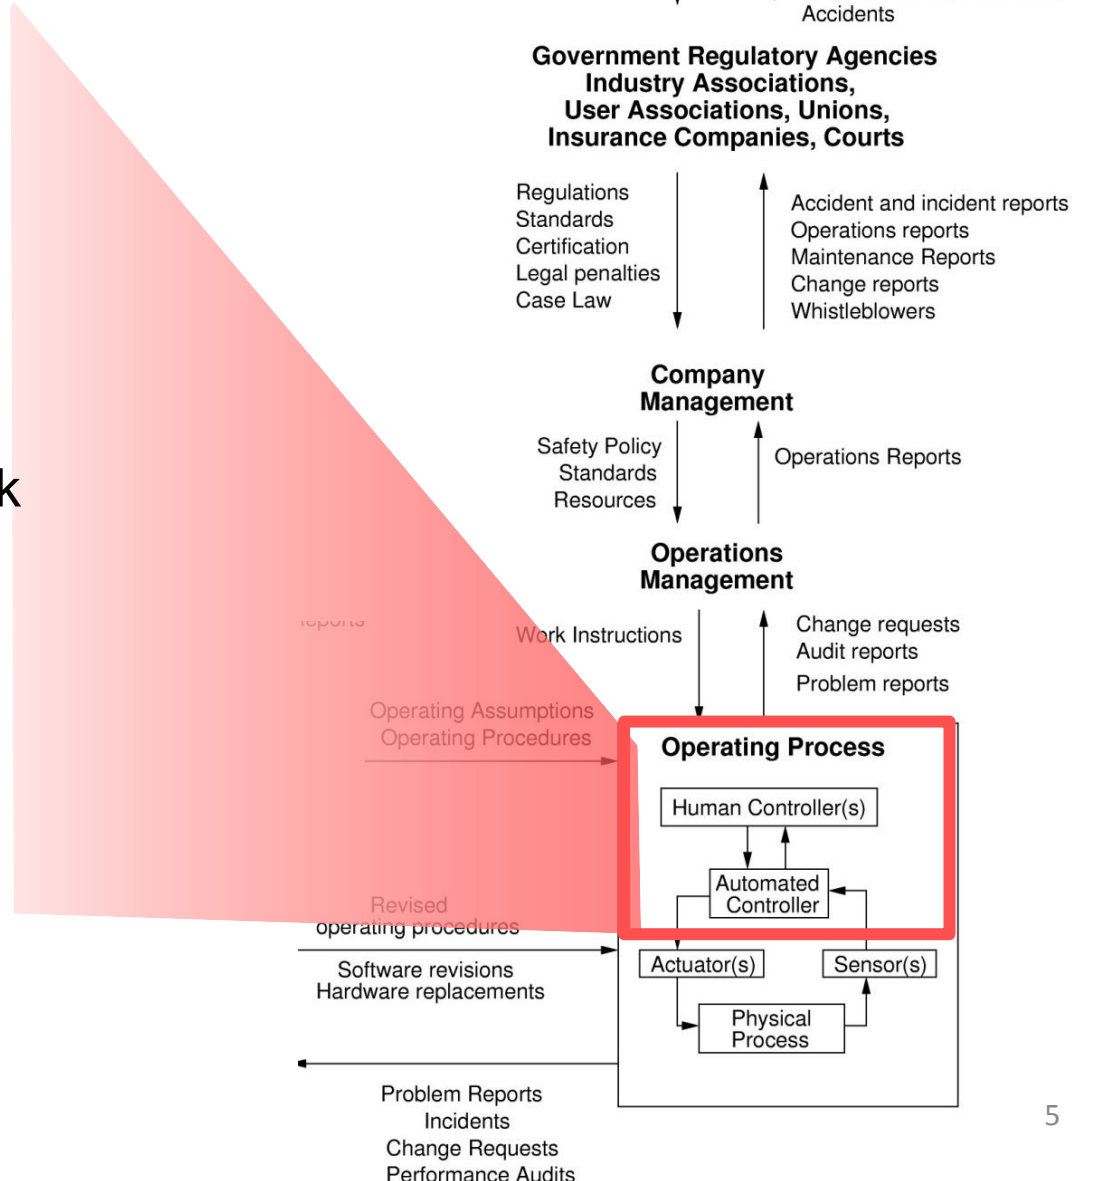 Accidents
Government Regulatory Agencies
Industry Associations,
User Associations, Unions,
Insurance Companies, Courts
Regulations
Standards
Certification
Legal penalties
Case Law
Accident and incident reports
Operations reports
Maintenance Reports
Change reports
Whistleblowers
Company
Management
Safety Policy
Standards
Resources
Operations Reports
k
Operations
Management
reports
Work Instructions
Change requests
Audit reports
Problem reports
Operating Assumptions
Operating Procedures
Operating Process
Human Controller(s)
Automated
Controller
Revised
operating procedures
Software revisions
Hardware replacements
Actuator(s)
Sensor(s)
Physical
Process
Problem Reports
Incidents
Change Requests
Performance Audits
5